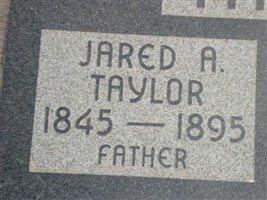 JARED A.
TAYLOR
1845 — 1895
FATHER